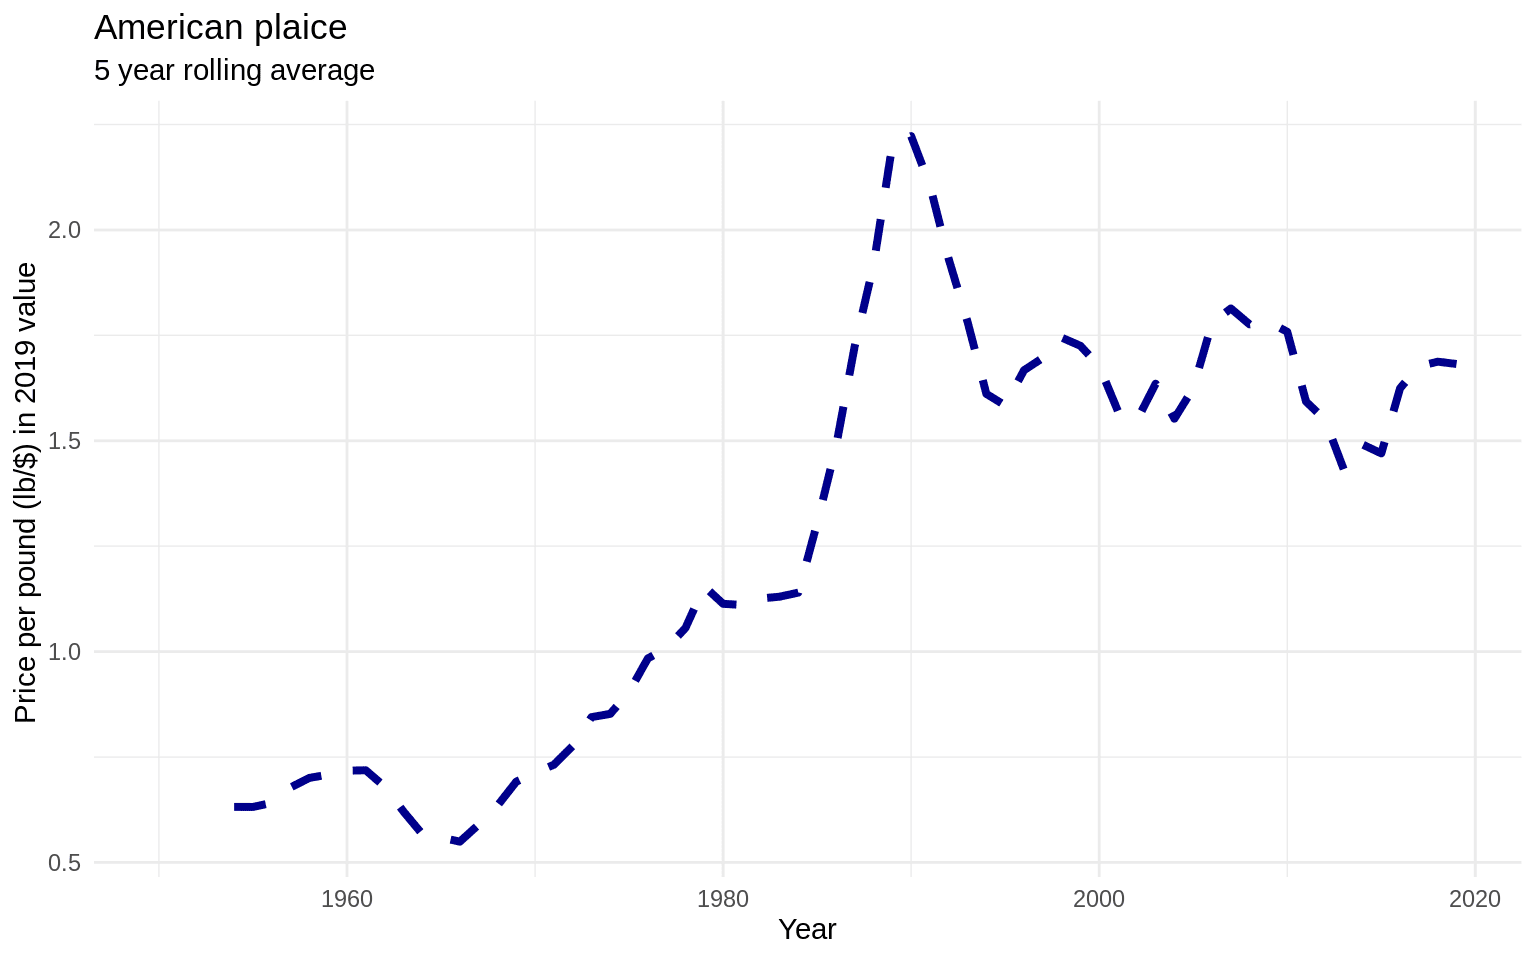 American plaice
5 year rolling average
Price per pound (lb/$) in 2019 value
2.0
1.5
1.0
0.5
1960 1980 2000 2020
Year